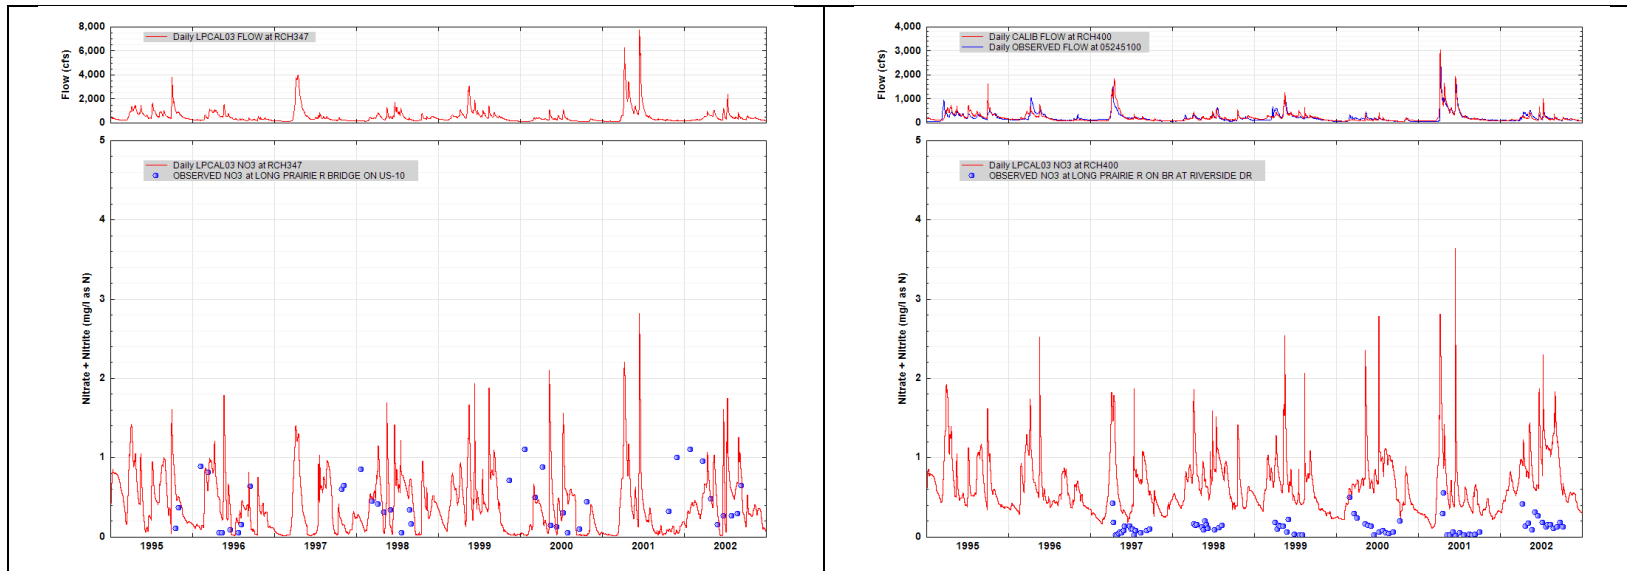 8,000
6,000
4,000
2,000
0
Flow (cfs)
Daily LPCAL03 FLOW at RCH347
5
4
3
2
1
0
Nitrate + Nitrite (mg/l as N)
Daily LPCAL03 NO3 at RCH347
OBSERVED NO3 at LONG PRAIRIE R BRIDGE ON US-10
1995 1996 1997 1998 1999 2000 2001 2002
4,000
3,000
2,000
1,000
0
Flow (cfs)
Daily CALIB FLOW at RCH400
Daily OBSERVED FLOW at 05245100
5
4
3
2
1
0
Nitrate + Nitrite (mg/l as N)
Daily LPCAL03 NO3 at RCH400
OBSERVED NO3 at LONG PRAIRIE R ON BR AT RIVERSIDE DR
1995 1996 1997 1998 1999 2000 2001 2002